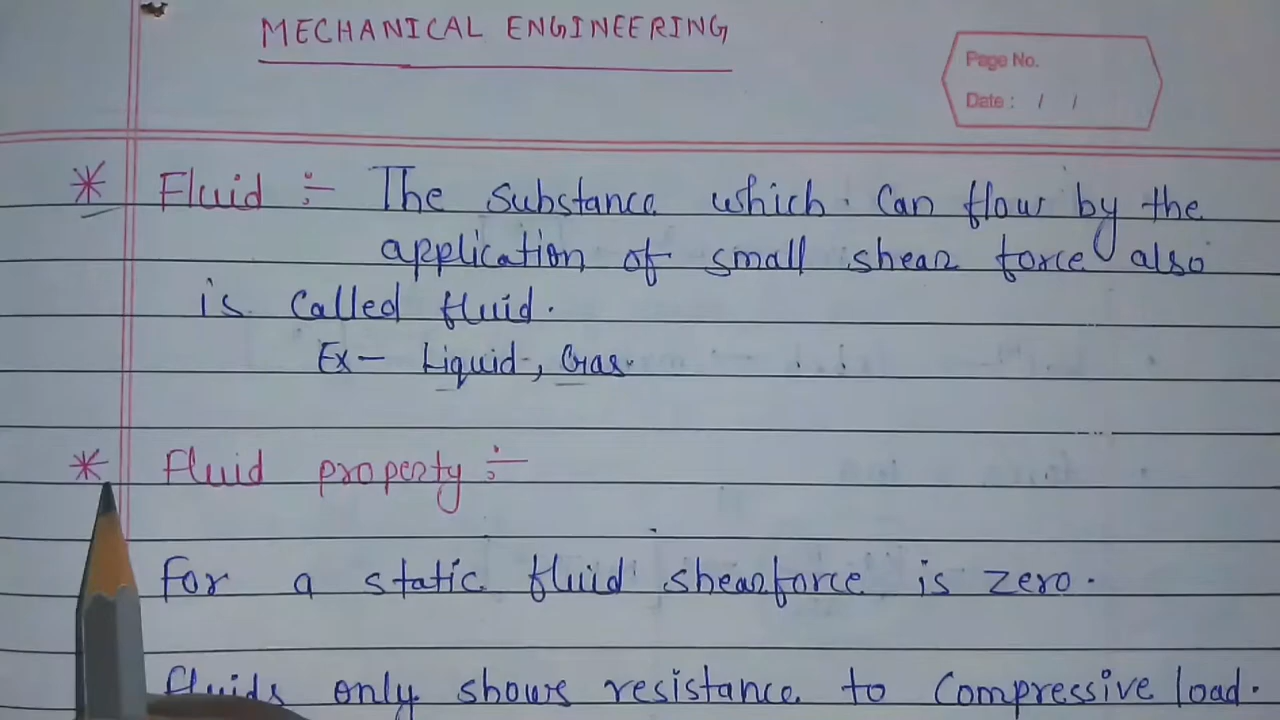 MECHANICAL ENGINEERING
Page No.
Date : / /
* Fluid :- The substance which can flow by the
application of small shear force also
is called fluid.
Ex- Liquid, Gas.
* Fluid property :-
For a static fluid shearforce is zero.
Fluids only shows resistance to compressive load.